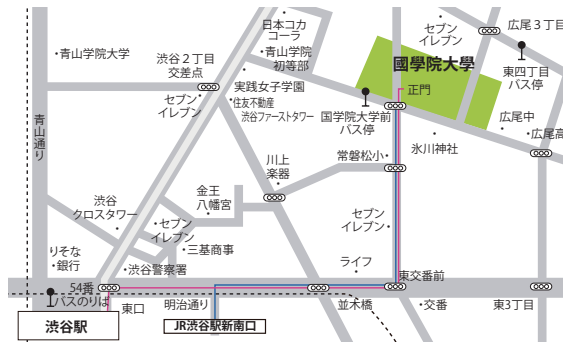 日本コカ
コーラ
セブン
イレブン
広尾３丁目
青山学院大学
渋谷２丁目
交差点
青山学院
初等部
國學院大學
東四丁目
バス停
実践女子学園
正門
セブン
イレブン
住友不動産
渋谷ファーストタワー
国学院大学前
バス停
広尾中
広尾高
青山通り
氷川神社
川上
楽器
常磐松小
金王
八幡宮
渋谷
クロスタワー
セブン
イレブン
セブン
イレブン
三基商事
りそな
銀行
渋谷警察署
ライフ
東交番前
54番
バスのりば
東口
明治通り
並木橋
交番
東3丁目
渋谷駅
JR渋谷駅新南口